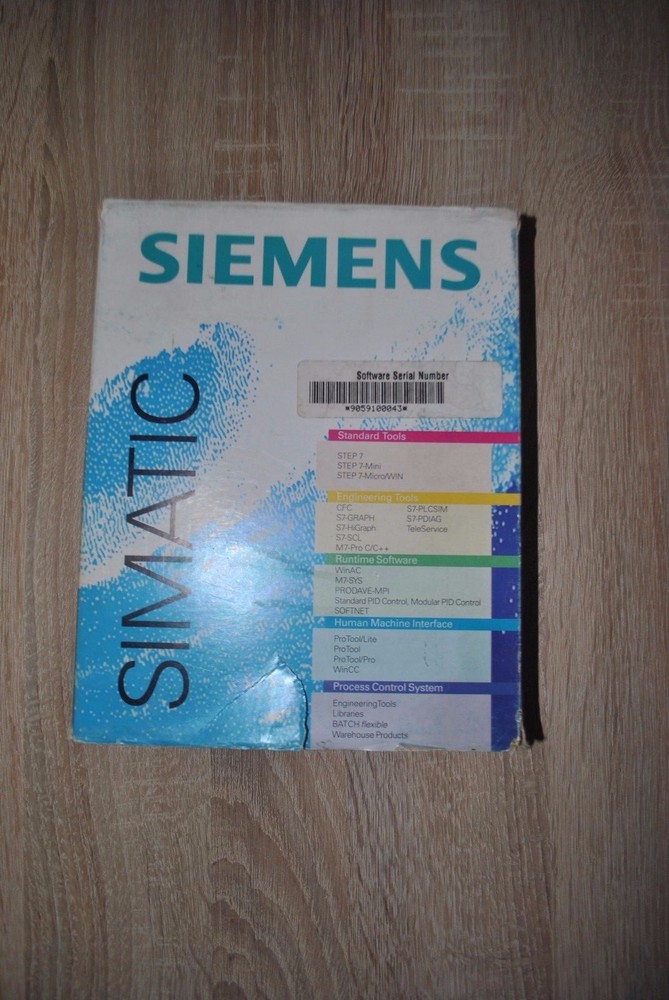 SIEMENS
SIMATIC
Software Serial Number
*9059100043*
Standard Tools
STEP 7
STEP 7-Mini
STEP 7-Micro/WIN
Engineering Tools
CFC S7-PLCSIM
S7-GRAPH S7-PDIAG
S7-HiGraph TeleService
S7-SCL
M7-Pro C/C++
Runtime Software
WinAC
M7-SYS
PRODAVE-MPI
Standard PID Control, Modular PID Control
SOFTNET
Human Machine Interface
ProTool/Lite
ProTool
ProTool/Pro
WinCC
Process Control System
EngineeringTools
Libraries
BATCH flexible
Warehouse Products